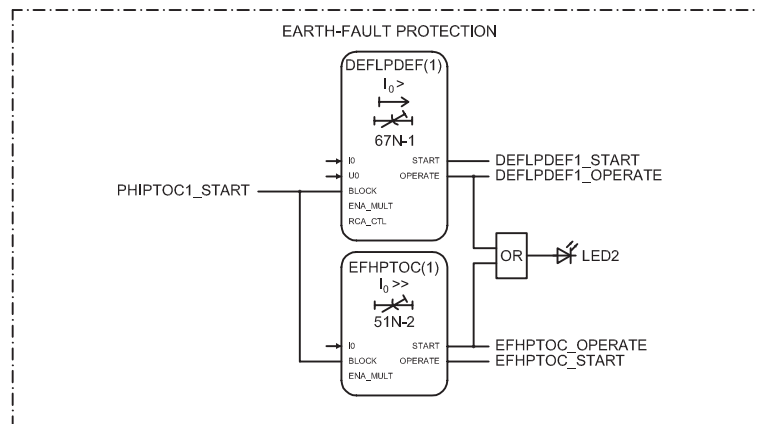 EARTH-FAULT PROTECTION
DEFLPDEF(1)
I₀ >
67N-1
I0
START
DEFLPDEF1_START
U0
OPERATE
DEFLPDEF1_OPERATE
PHIPTOC1_START
BLOCK
ENA_MULT
RCA_CTL
OR
LED2
EFHPTOC(1)
I₀ >>
51N-2
I0
START
EFHPTOC_OPERATE
BLOCK
OPERATE
EFHPTOC_START
ENA_MULT